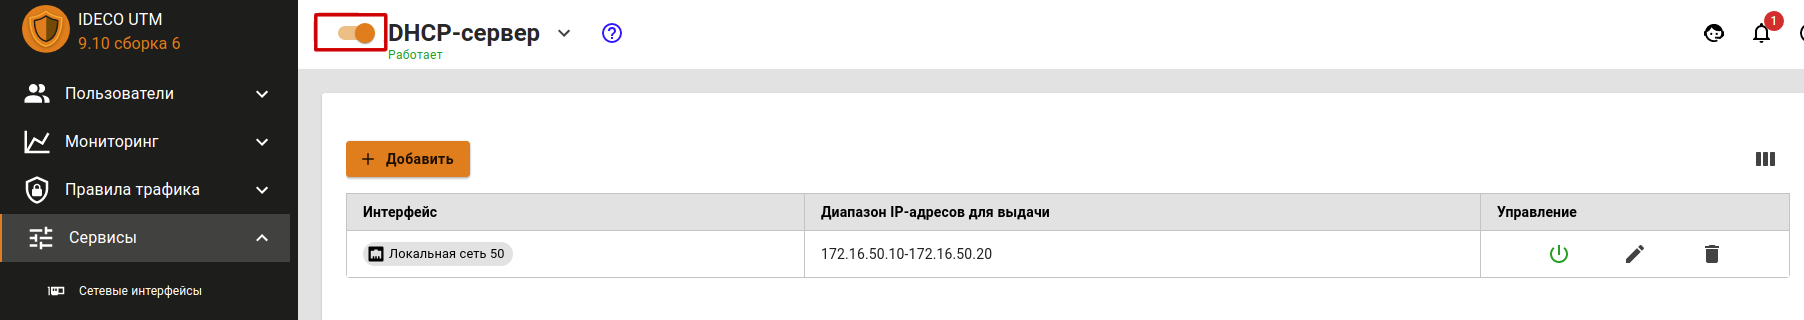 IDECO UTM
9.10 сборка 6
Пользователи
Мониторинг
Правила трафика
Сервисы
Сетевые интерфейсы
DHCP-сервер
Работает
1
+ Добавить
Интерфейс Диапазон IP-адресов для выдачи Управление
Локальная сеть 50 172.16.50.10-172.16.50.20